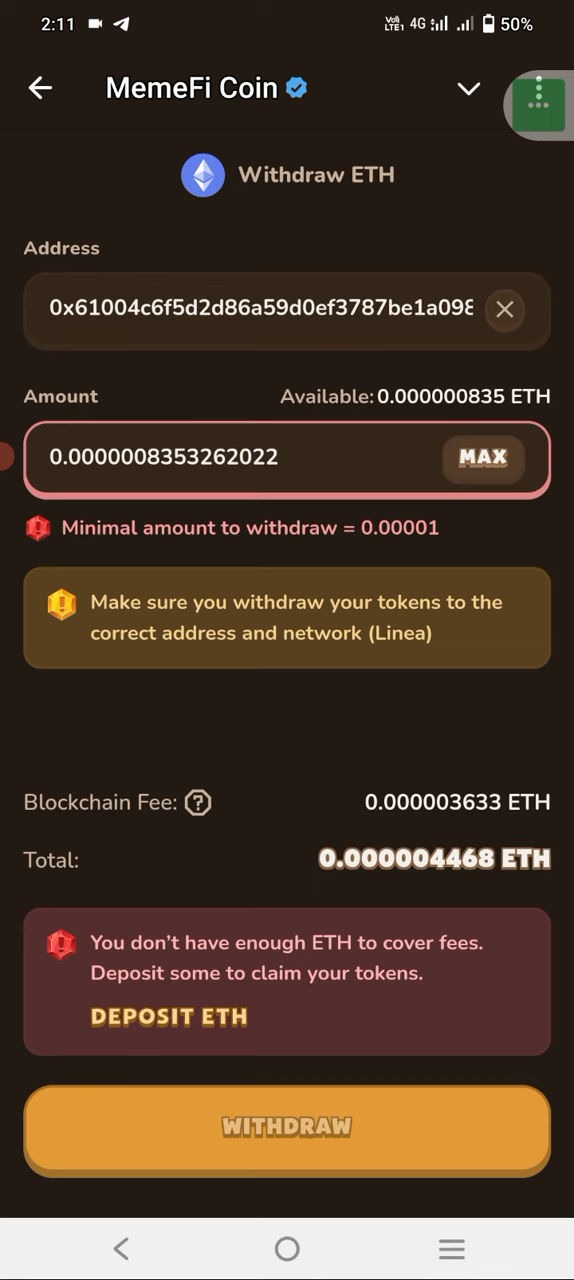 2:11 Vo) LTE1 4G 50%
MemeFi Coin
Withdraw ETH
Address
0x61004c6f5d2d86a59d0ef3787be1a098
Amount Available: 0.000000835 ETH
0.0000008353262022 MAX
Minimal amount to withdraw = 0.00001
Make sure you withdraw your tokens to the
correct address and network (Linea)
Blockchain Fee: ? 0.000003633 ETH
Total: 0.000004468 ETH
You don't have enough ETH to cover fees.
Deposit some to claim your tokens.
DEPOSIT ETH
WITHDRAW